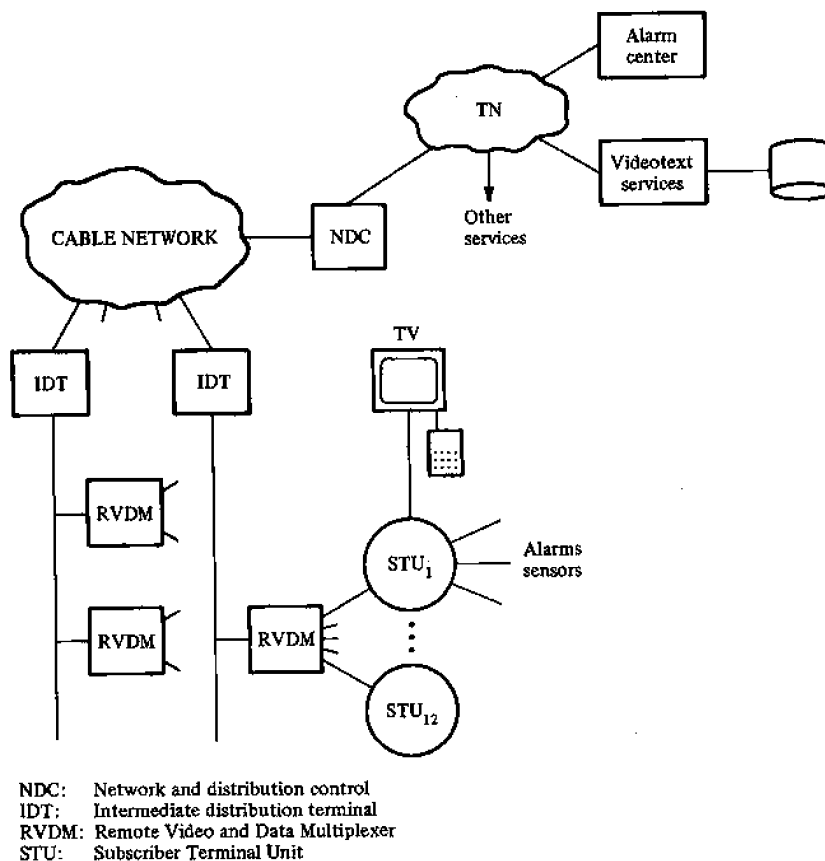 Alarm
center
TN
Videotext
services
Other
services
CABLE NETWORK
NDC
TV
IDT
IDT
RVDM
STU1
Alarms
sensors
RVDM
RVDM
STU12
NDC: Network and distribution control
IDT: Intermediate distribution terminal
RVDM: Remote Video and Data Multiplexer
STU: Subscriber Terminal Unit